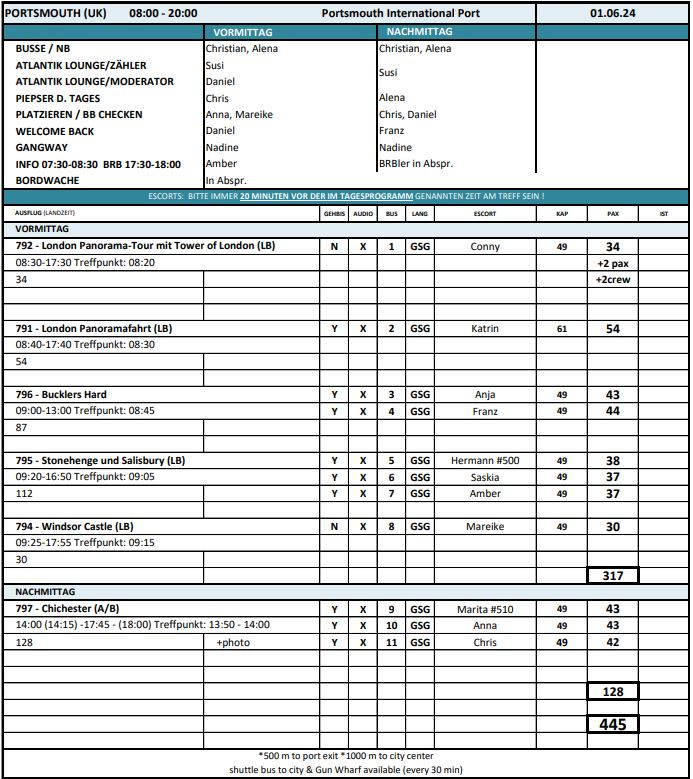 PORTSMOUTH (UK) 08:00 - 20:00 Portsmouth International Port 01.06.24
VORMITTAG NACHMITTAG
BUSSE / NB Christian, Alena Christian, Alena
ATLANTIK LOUNGE/ZÄHLER Susi Susi
ATLANTIK LOUNGE/MODERATOR Daniel
PIEPSER D. TAGES Chris Alena
PLATZIEREN / BB CHECKEN Anna, Mareike Chris, Daniel
WELCOME BACK Daniel Franz
GANGWAY Nadine Nadine
INFO 07:30-08:30 BRB 17:30-18:00 Amber BRBler in Abspr.
BORDWACHE In Abspr.
ESCORTS: BITTE IMMER 20 MINUTEN VOR DER IM TAGESPROGRAMM GENANNTEN ZEIT AM TREFF SEIN !
AUSFLUG (LANDZEIT) GEHBIS AUDIO BUS LANG ESCORT KAP PAX IST
VORMITTAG
792 - London Panorama-Tour mit Tower of London (LB) N X 1 GSG Conny 49 34
08:30-17:30 Treffpunkt: 08:20 +2 pax
34 +2crew
791 - London Panoramafahrt (LB) Y X 2 GSG Katrin 61 54
08:40-17:40 Treffpunkt: 08:30
54
796 - Bucklers Hard Y X 3 GSG Anja 49 43
09:00-13:00 Treffpunkt: 08:45 Y X 4 GSG Franz 49 44
87
795 - Stonehenge und Salisbury (LB) Y X 5 GSG Hermann #500 49 38
09:20-16:50 Treffpunkt: 09:05 Y X 6 GSG Saskia 49 37
112 Y X 7 GSG Amber 49 37
794 - Windsor Castle (LB) N X 8 GSG Mareike 49 30
09:25-17:55 Treffpunkt: 09:15
30
317
NACHMITTAG
797 - Chichester (A/B) Y X 9 GSG Marita #510 49 43
14:00 (14:15) -17:45 - (18:00) Treffpunkt: 13:50 - 14:00 Y X 10 GSG Anna 49 43
128 +photo Y X 11 GSG Chris 49 42
128
445
*500 m to port exit *1000 m to city center
shuttle bus to city & Gun Wharf available (every 30 min)